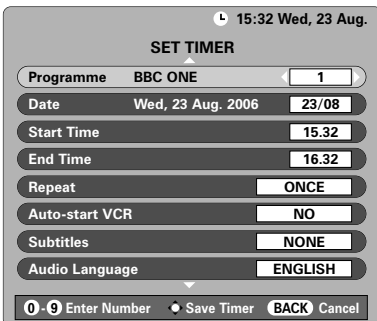 15:32 Wed, 23 Aug.
SET TIMER
Programme BBC ONE 1
Date Wed, 23 Aug. 2006 23/08
Start Time 15.32
End Time 16.32
Repeat ONCE
Auto-start VCR NO
Subtitles NONE
Audio Language ENGLISH
0 - 9 Enter Number Save Timer BACK Cancel